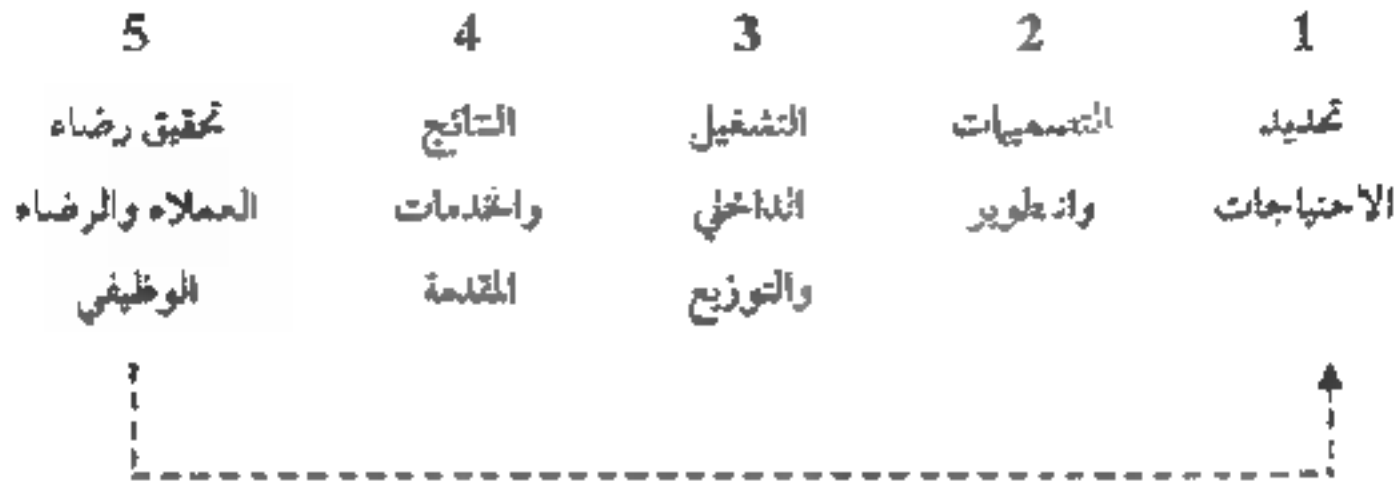 1
تحديد
الاحتياجات
2
التصميمات
والتطوير
3
التشغيل
الداخلي
والتوزيع
4
النتائج
والخدمات
المقدمة
5
تحقيق رضاء
العملاء والرضاء
الوظيفي